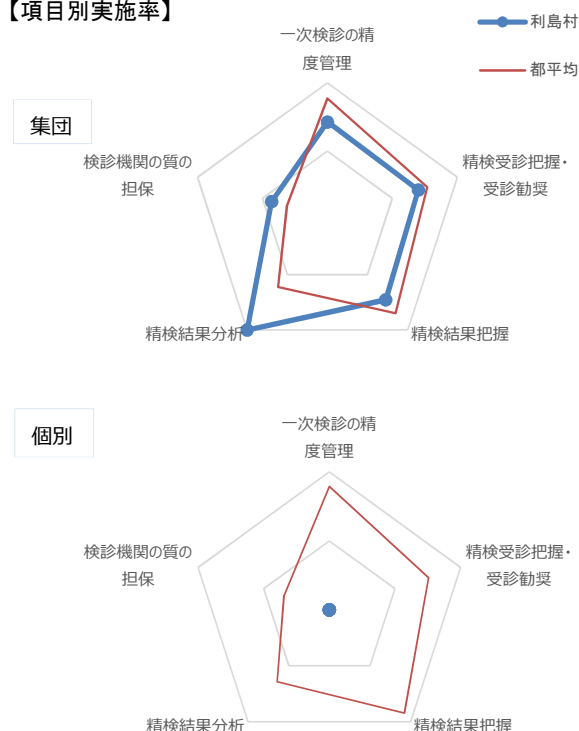 【項目別実施率】
利島村
都平均
集団
一次検診の精
度管理
精検受診把握・
受診勧奨
精検結果把握
精検結果分析
検診機関の質の
担保
個別
一次検診の精
度管理
精検受診把握・
受診勧奨
精検結果把握
精検結果分析
検診機関の質の
担保